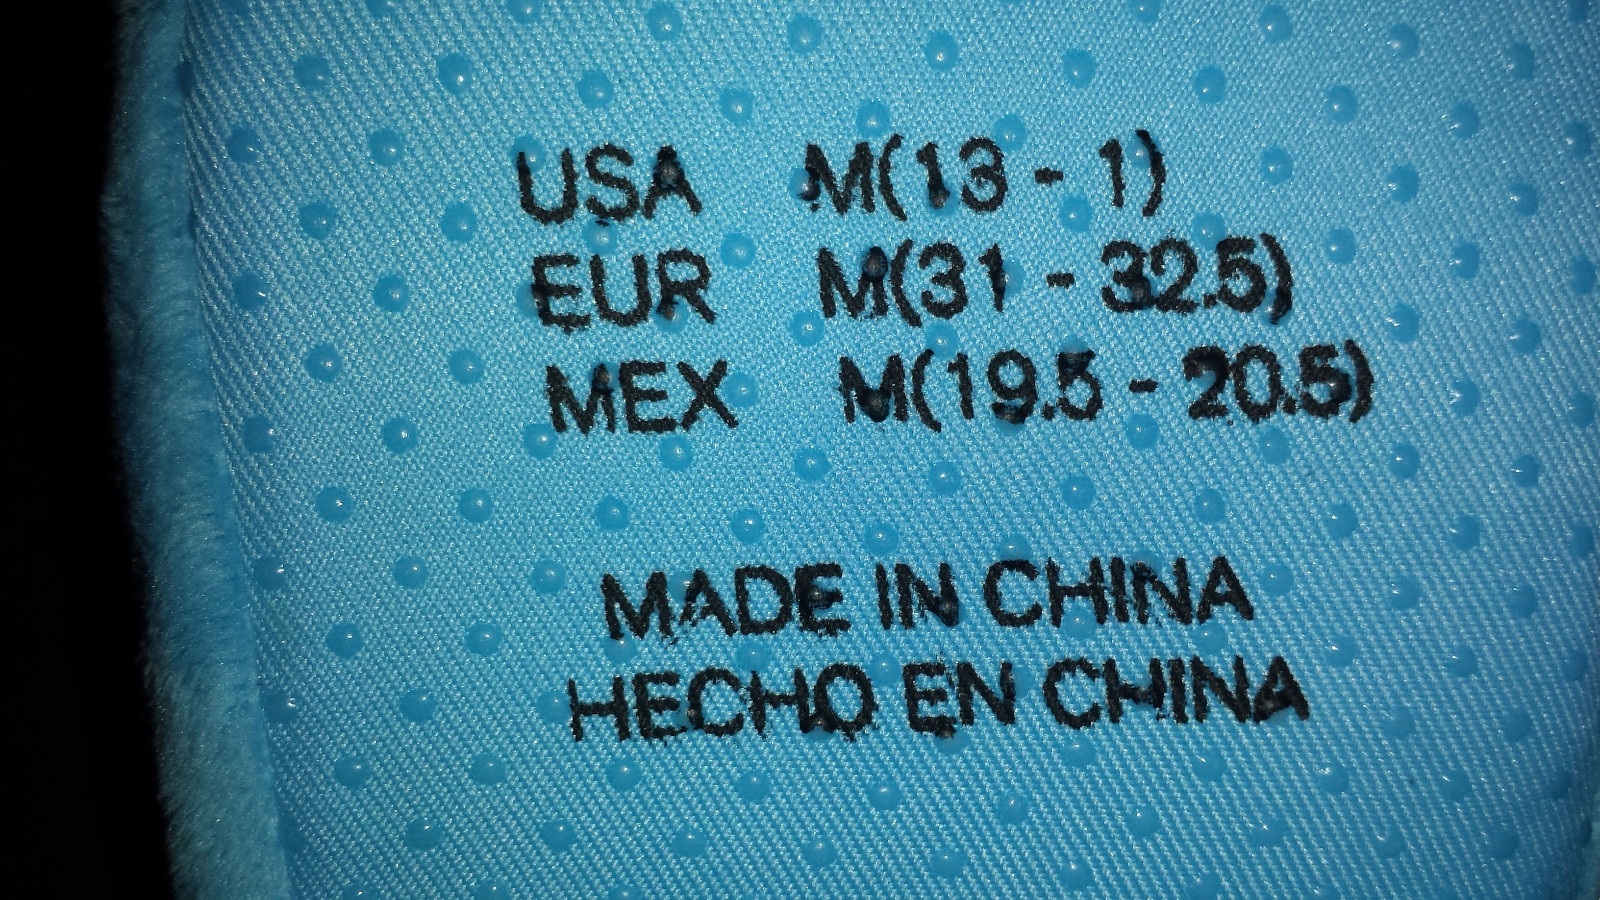 USA M(13 - 1)
EUR M(31 - 32.5)
MEX M(19.5 - 20.5)
MADE IN CHINA
HECHO EN CHINA